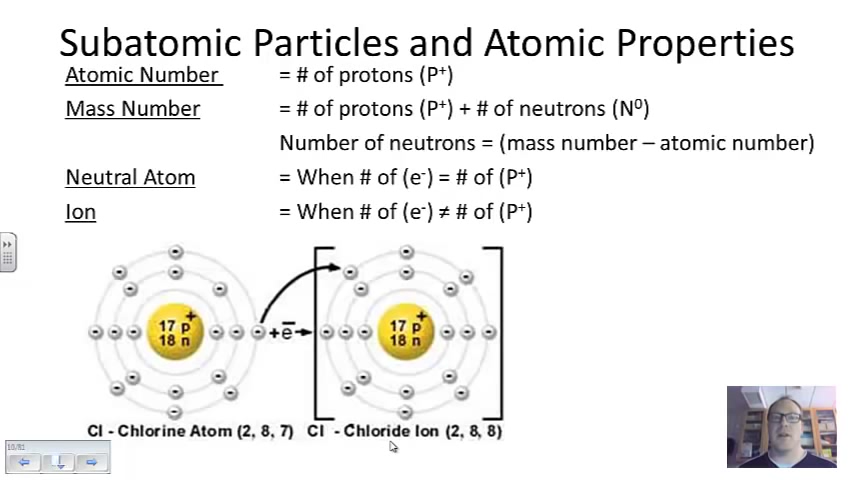 Subatomic Particles and Atomic Properties
Atomic Number = # of protons (P⁺)
Mass Number = # of protons (P⁺) + # of neutrons (N⁰)
Number of neutrons = (mass number – atomic number)
Neutral Atom = When # of (e⁻) = # of (P⁺)
Ion = When # of (e⁻) ≠ # of (P⁺)
17 p⁺
18 n
+e⁻
17 p⁺
18 n
Cl - Chlorine Atom (2, 8, 7)
Cl - Chloride Ion (2, 8, 8)